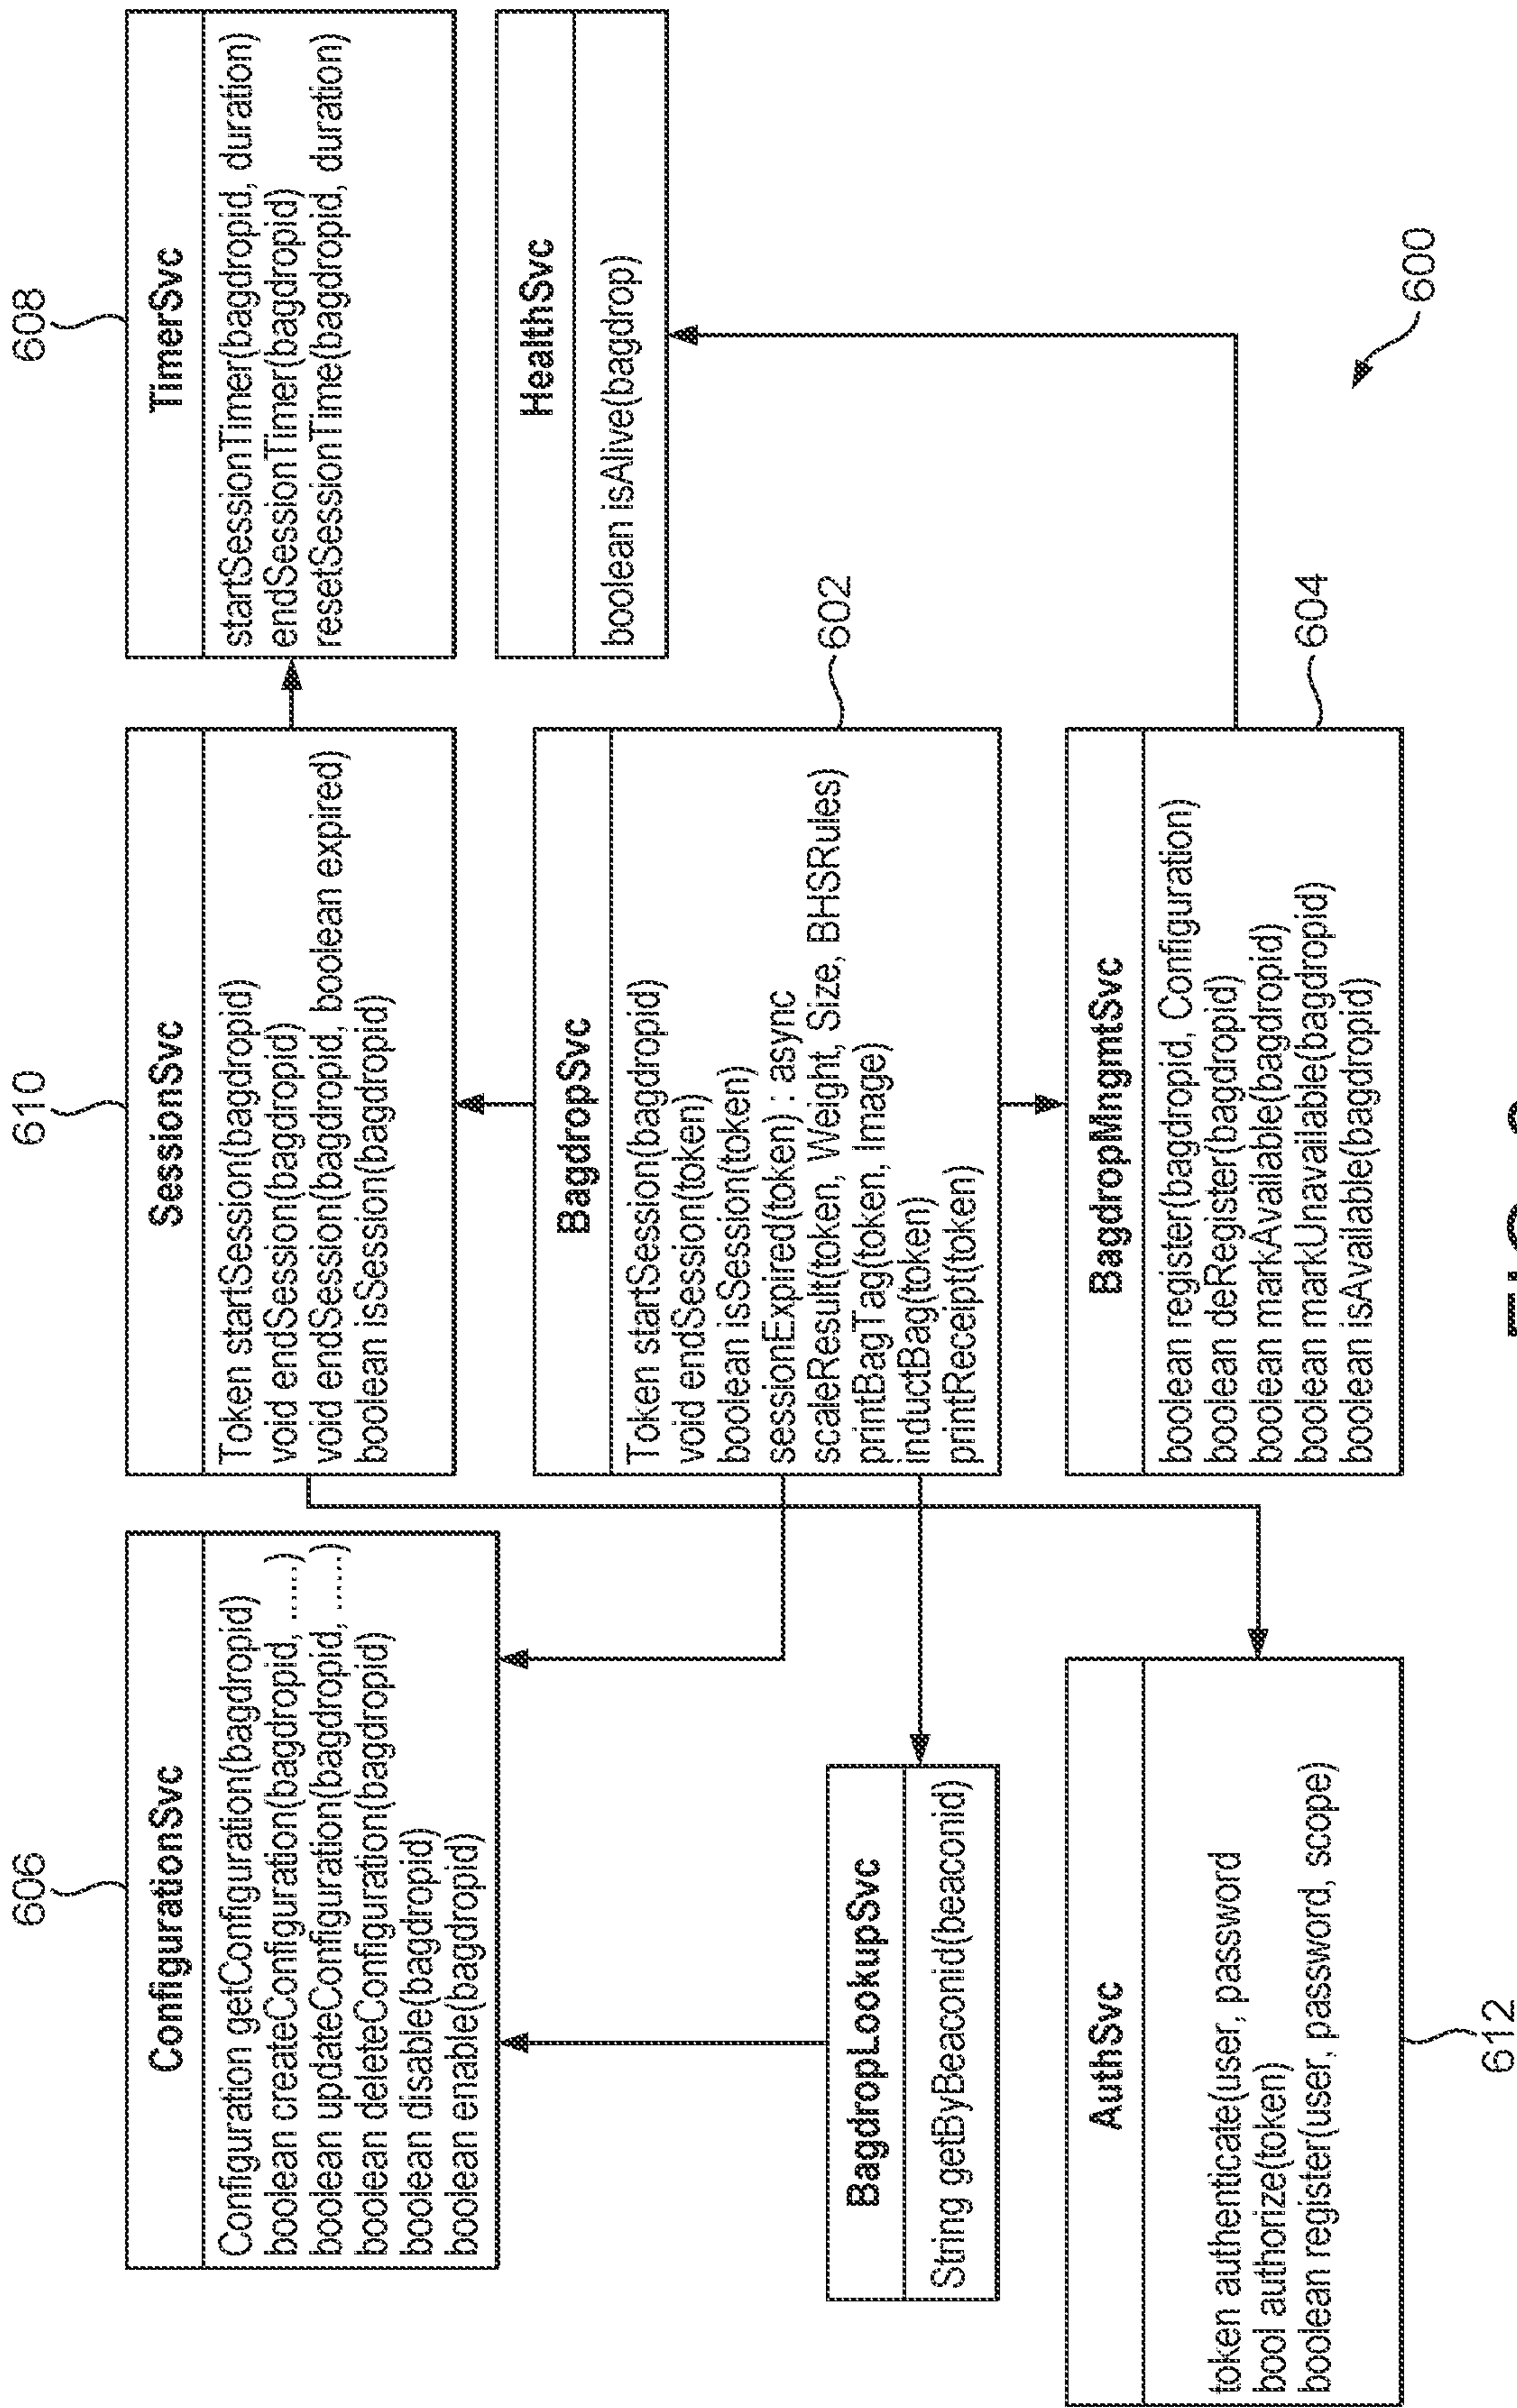 606
ConfigurationSvc
Configuration getConfiguration(bagdropid)
boolean createConfiguration(bagdropid, ......)
boolean updateConfiguration(bagdropid, ......)
boolean deleteConfiguration(bagdropid)
boolean disable(bagdropid)
boolean enable(bagdropid)
610
SessionSvc
Token startSession(bagdropid)
void endSession(bagdropid)
void endSession(bagdropid, boolean expired)
boolean isSession(bagdropid)
608
TimerSvc
startSessionTimer(bagdropid, duration)
endSessionTimer(bagdropid)
resetSessionTime(bagdropid, duration)
BagdropLookupSvc
String getByBeaconid(beaconid)
BagdropSvc
Token startSession(bagdropid)
void endSession(token)
boolean isSession(token)
sessionExpired(token) : async
scaleResult(token, Weight, Size, BHSRules)
printBagTag(token, Image)
inductBag(token)
printReceipt(token)
602
HealthSvc
boolean isAlive(bagdrop)
AuthSvc
token authenticate(user, password
bool authorize(token)
boolean register(user, password, scope)
612
BagdropMngmtSvc
boolean register(bagdropid, Configuration)
boolean deRegister(bagdropid)
boolean markAvailable(bagdropid)
boolean markUnavailable(bagdropid)
boolean isAvailable(bagdropid)
604
600